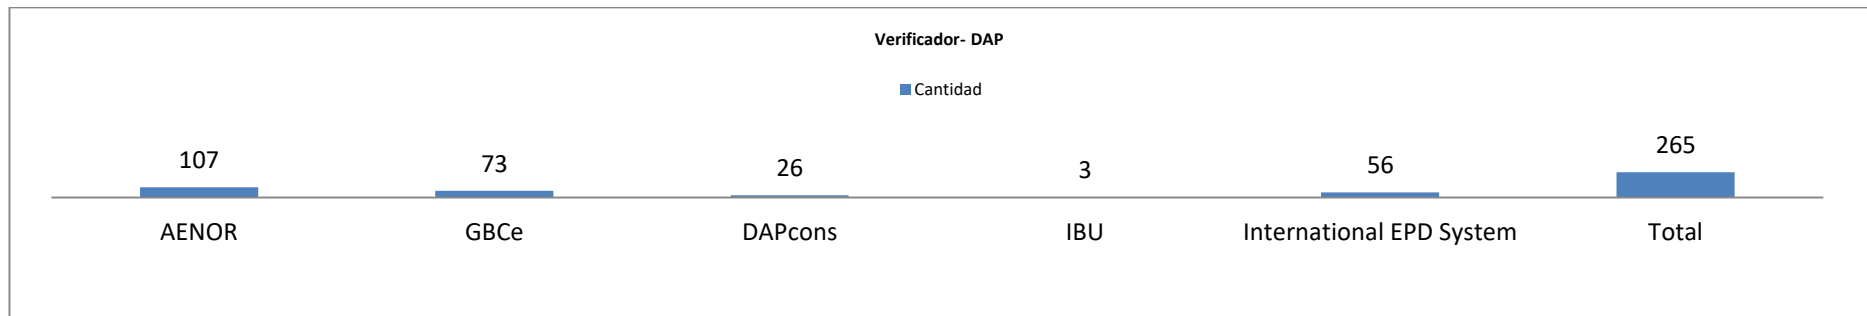 Verificador- DAP
Cantidad
107 73 26 3 56 265
AENOR GBCe DAPcons IBU International EPD System Total